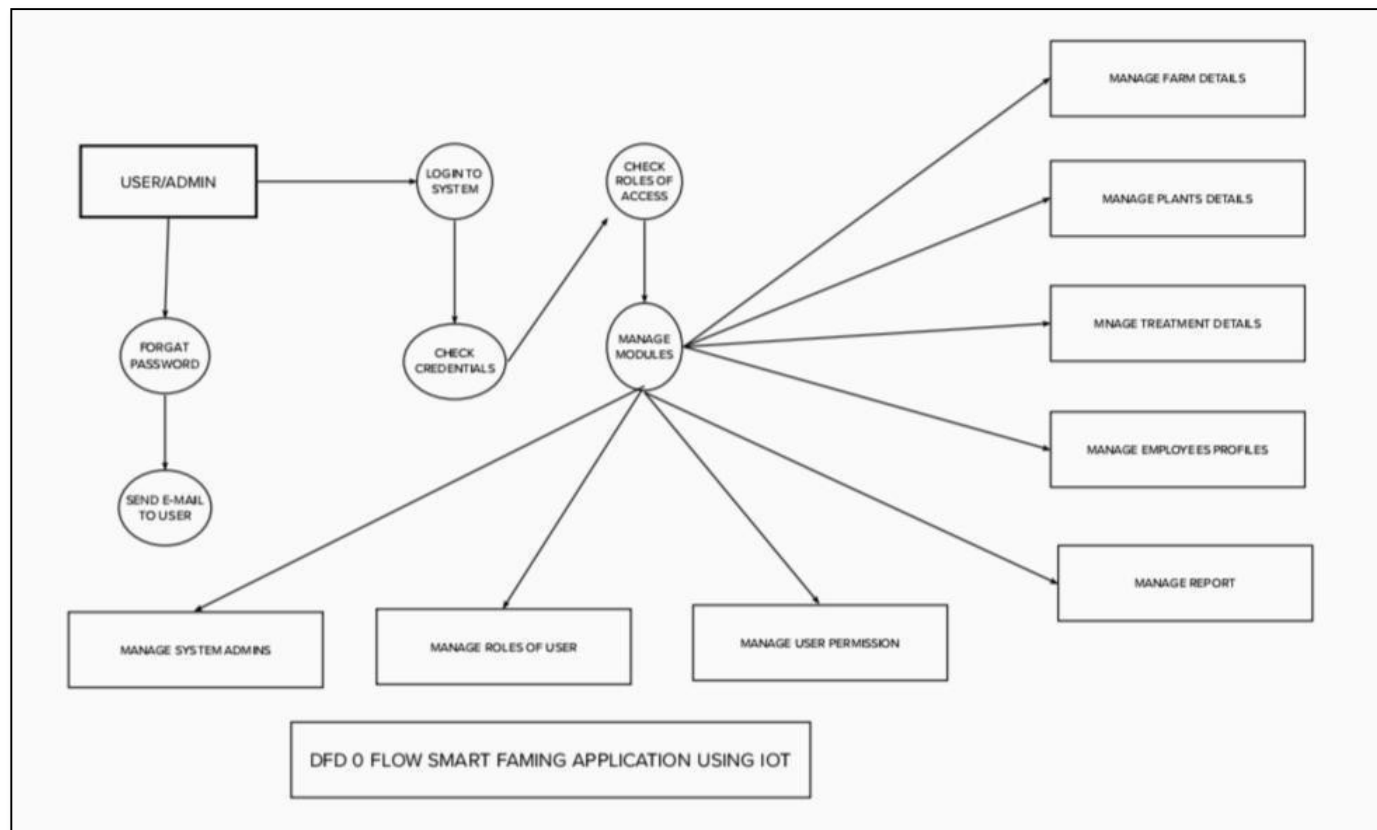 MANAGE FARM DETAILS
USER/ADMIN
LOGIN TO
SYSTEM
CHECK
ROLES OF
ACCESS
MANAGE PLANTS DETAILS
MNAGE TREATMENT DETAILS
FORGAT
PASSWORD
CHECK
CREDENTIALS
MANAGE
MODULES
MANAGE EMPLOYEES PROFILES
SEND E-MAIL
TO USER
MANAGE REPORT
MANAGE SYSTEM ADMINS
MANAGE ROLES OF USER
MANAGE USER PERMISSION
DFD 0 FLOW SMART FAMING APPLICATION USING IOT